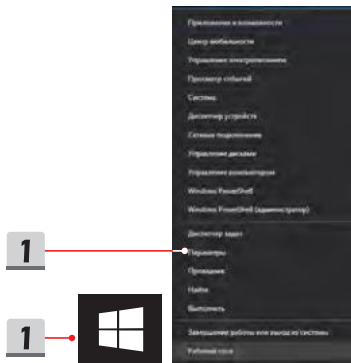 Приложения и возможности
Центр мобильности
Управление электропитанием
Просмотр событий
Система
Диспетчер устройств
Сетевые подключения
Управление дисками
Управление компьютером
Windows PowerShell
Windows PowerShell (администратор)
Диспетчер задач
1
Параметры
Проводник
Найти
Выполнить
1
Завершение работы или выход из системы
Рабочий стол